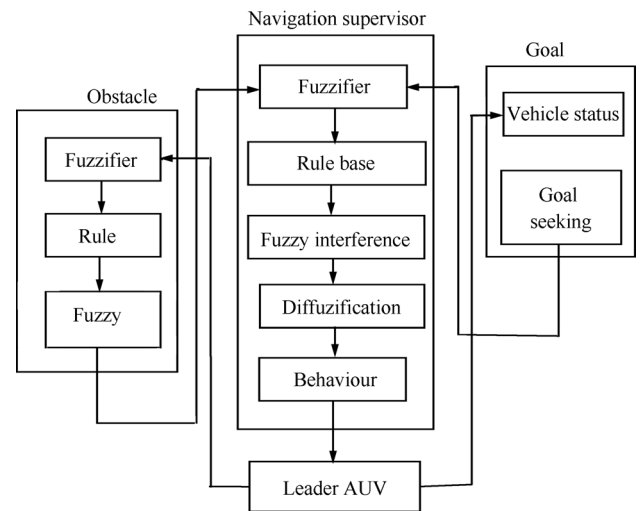 Navigation supervisor
Goal
Obstacle
Fuzzifier
Vehicle status
Fuzzifier
Rule base
Goal
seeking
Rule
Fuzzy interference
Fuzzy
Diffuzification
Behaviour
Leader AUV